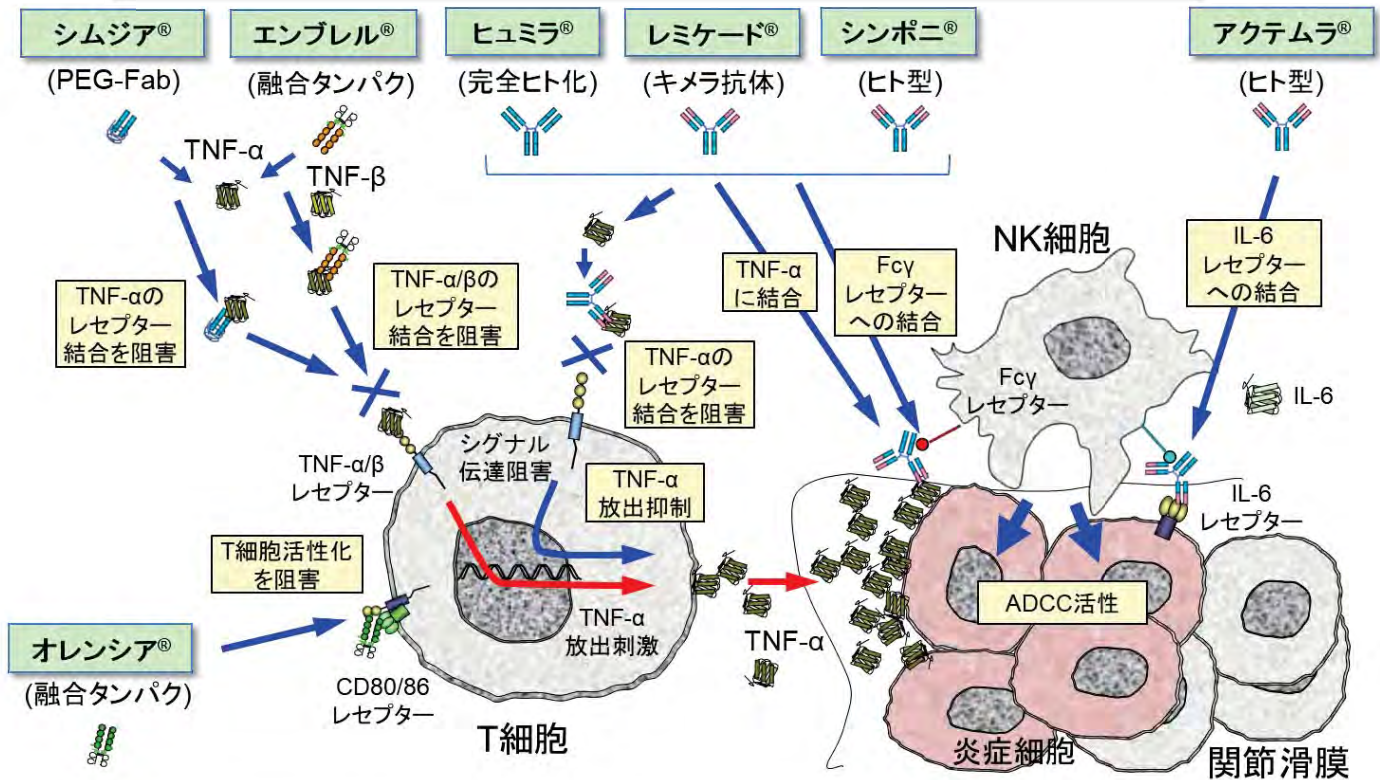 シムジア®
(PEG-Fab)
エンブレル®
(融合タンパク)
ヒュミラ®
(完全ヒト化)
レミケード®
(キメラ抗体)
シンポニ®
(ヒト型)
アクテムラ®
(ヒト型)
TNF-α
TNF-β
TNF-αの
レセプター
結合を阻害
TNF-α/βの
レセプター
結合を阻害
TNF-αの
レセプター
結合を阻害
TNF-α
に結合
Fcγ
レセプター
への結合
NK細胞
IL-6
レセプター
への結合
Fcγ
レセプター
IL-6
TNF-α/β
レセプター
シグナル
伝達阻害
TNF-α
放出抑制
IL-6
レセプター
T細胞活性化
を阻害
TNF-α
放出刺激
TNF-α
ADCC活性
オレンシア®
(融合タンパク)
CD80/86
レセプター
T細胞
炎症細胞
関節滑膜